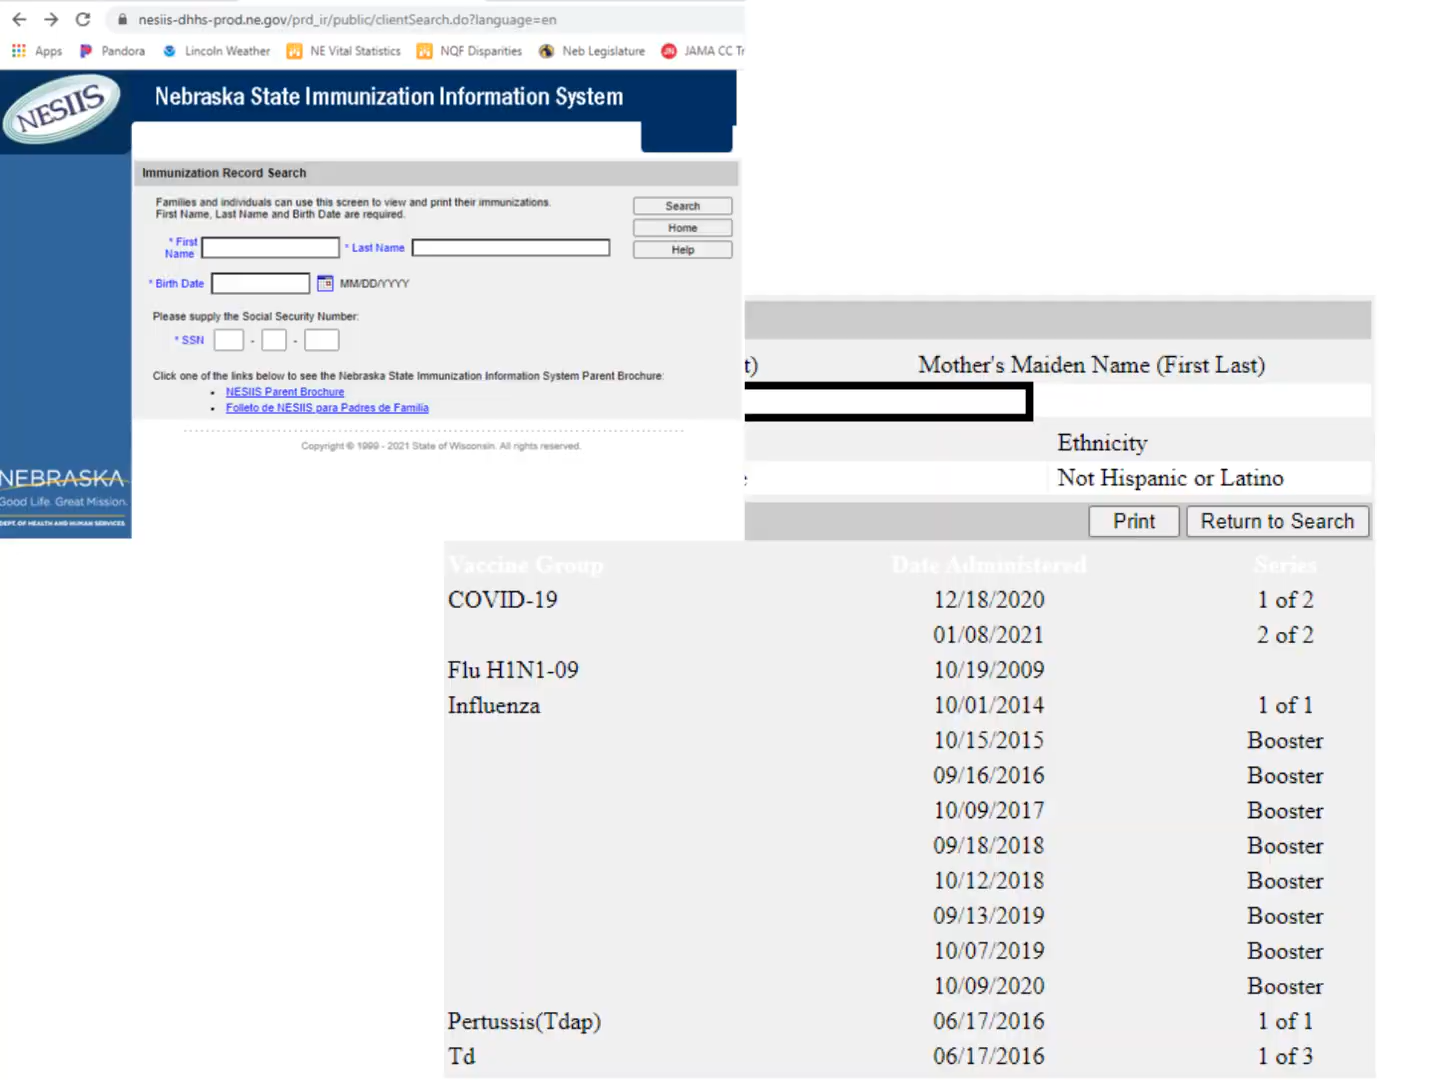 nesiis-dhhs-prod.ne.gov/prd_ir/public/clientSearch.do?language=en
Apps Pandora Lincoln Weather NE Vital Statistics NQF Disparities Neb Legislature JAMA CC Tr
NESIIS
Nebraska State Immunization Information System
Immunization Record Search
Families and individuals can use this screen to view and print their immunizations.
First Name, Last Name and Birth Date are required.
Search
Home
Help
* First Name * Last Name
* Birth Date MM/DD/YYYY
Please supply the Social Security Number:
* SSN - -
Click one of the links below to see the Nebraska State Immunization Information System Parent Brochure:
• NESIIS Parent Brochure
• Folleto de NESIIS para Padres de Familia
Copyright © 1999 - 2021 State of Wisconsin. All rights reserved.
NEBRASKA
Good Life. Great Mission.
DEPT. OF HEALTH AND HUMAN SERVICES
t) Mother's Maiden Name (First Last)
Ethnicity
Not Hispanic or Latino
Print Return to Search
Vaccine Group Date Administered Series
COVID-19 12/18/2020 1 of 2
01/08/2021 2 of 2
Flu H1N1-09 10/19/2009
Influenza 10/01/2014 1 of 1
10/15/2015 Booster
09/16/2016 Booster
10/09/2017 Booster
09/18/2018 Booster
10/12/2018 Booster
09/13/2019 Booster
10/07/2019 Booster
10/09/2020 Booster
Pertussis(Tdap) 06/17/2016 1 of 1
Td 06/17/2016 1 of 3